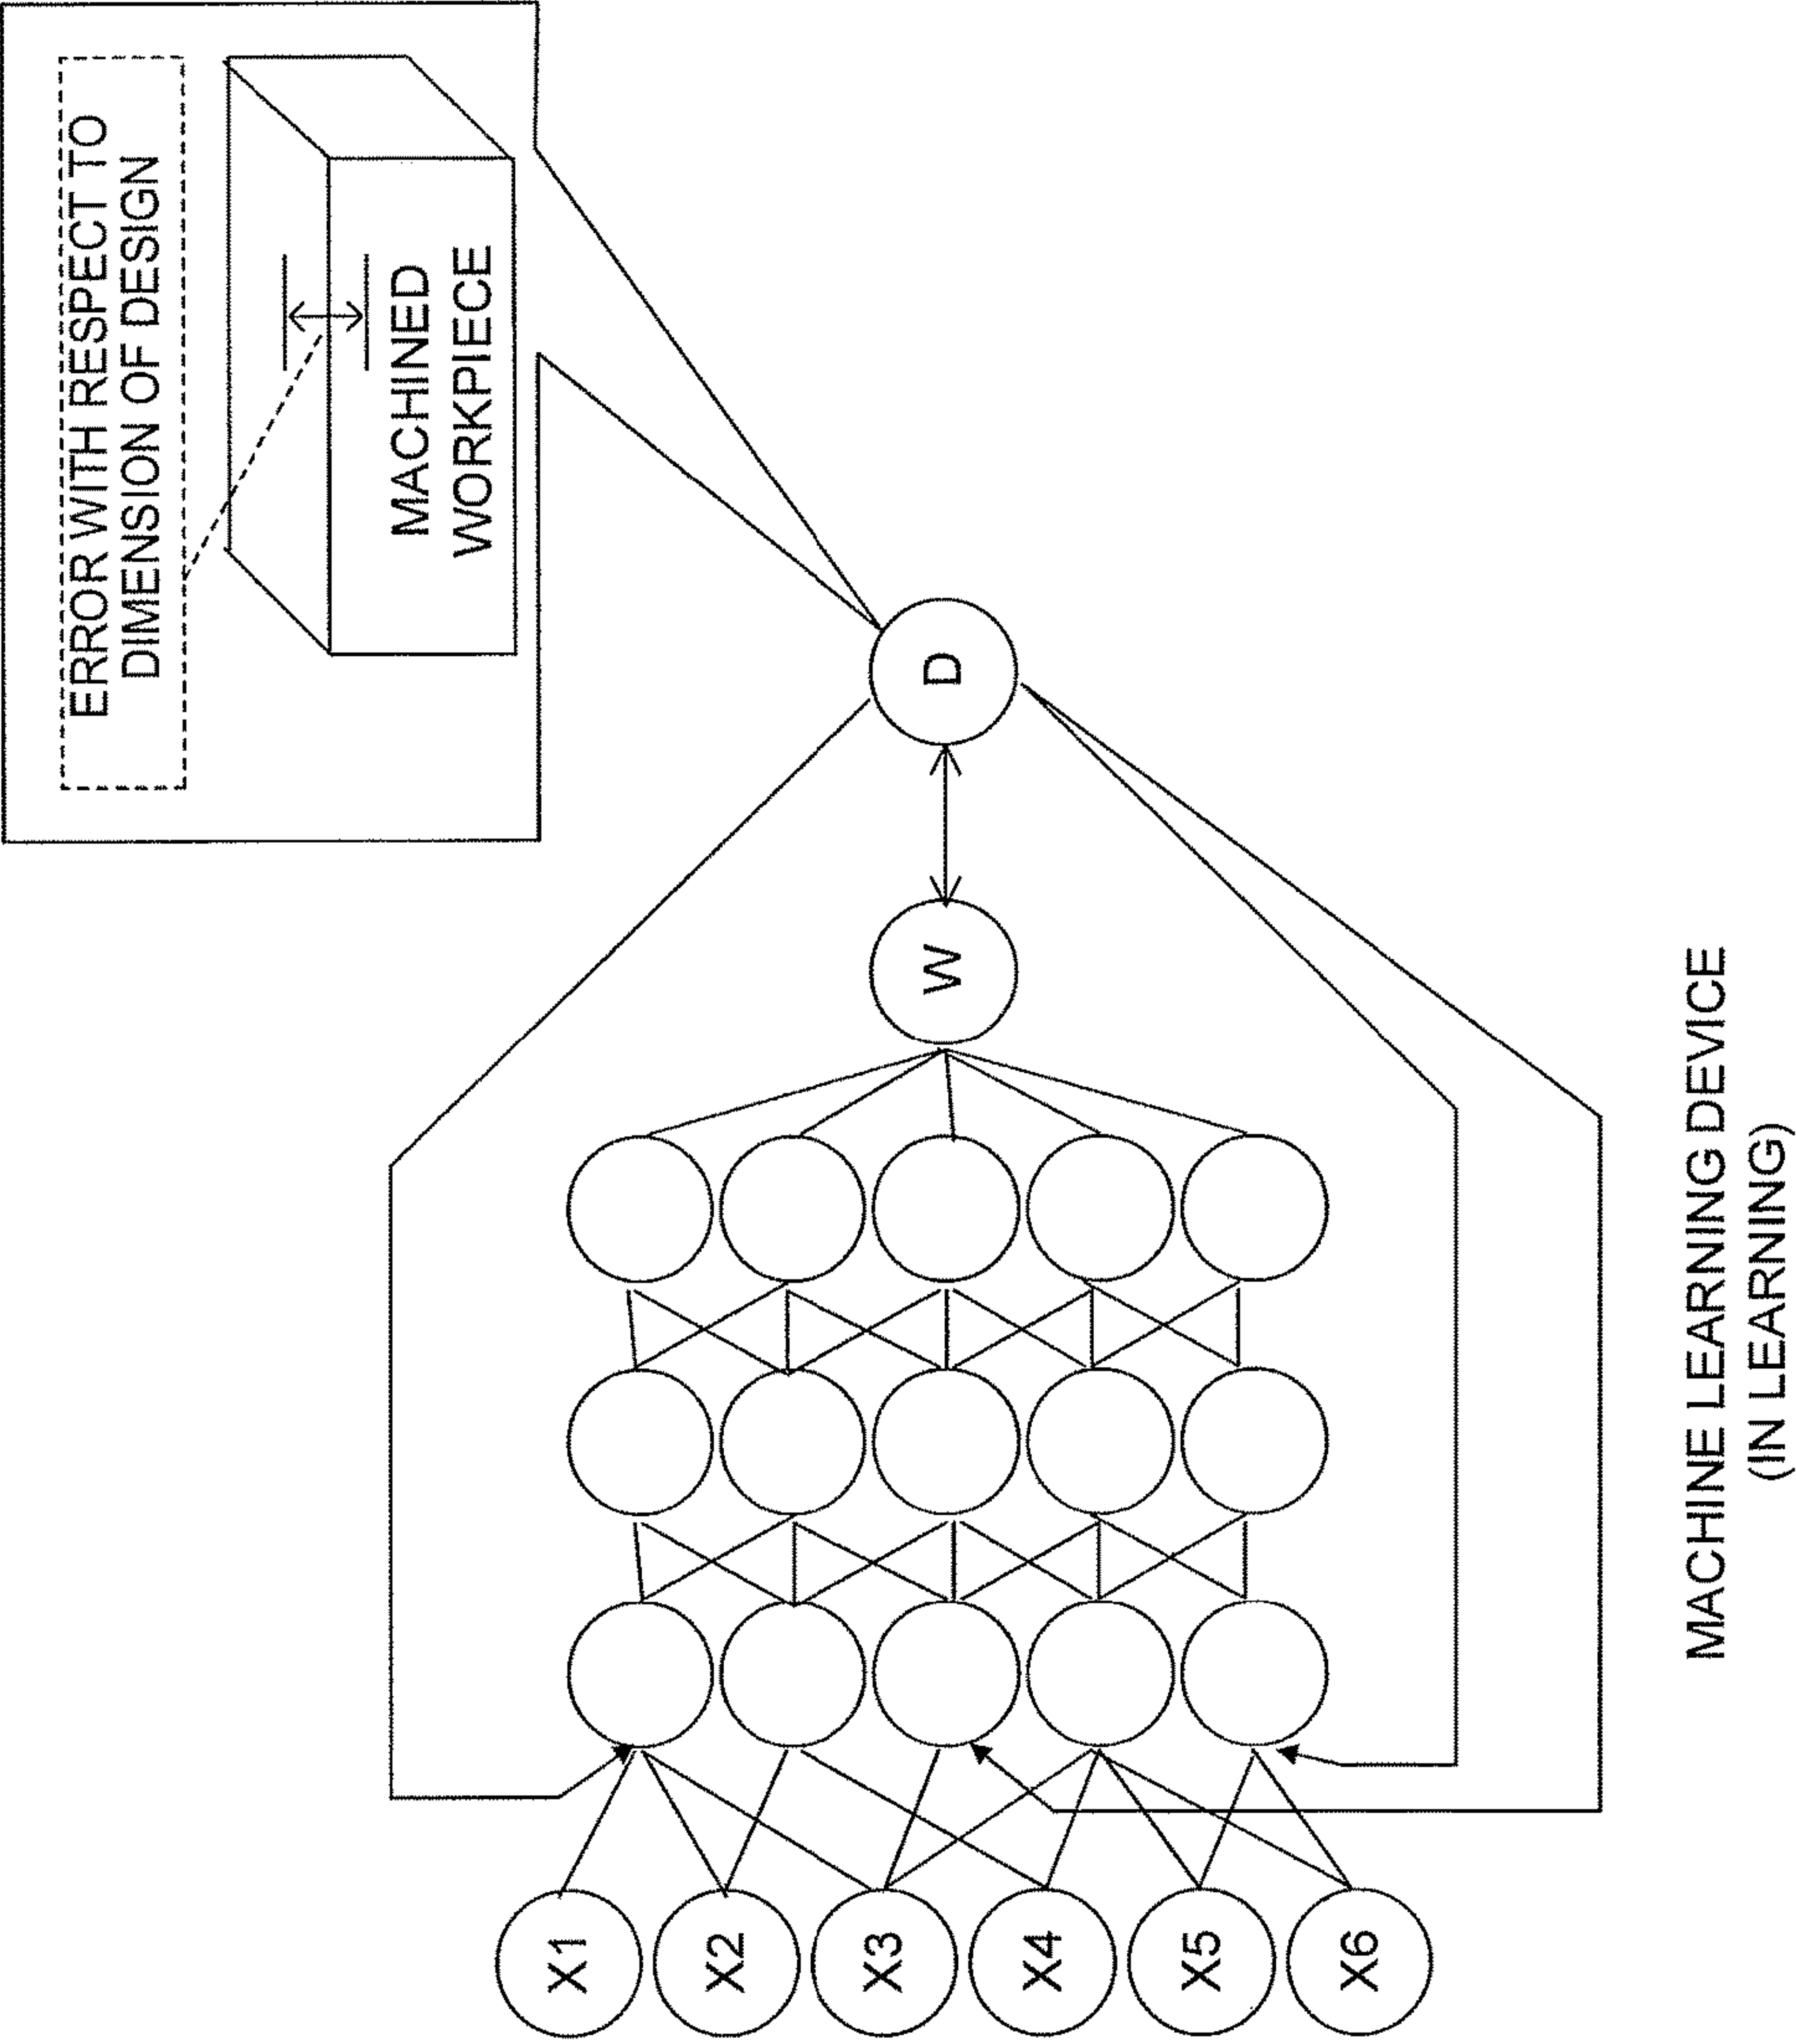 ERROR WITH RESPECT TO
DIMENSION OF DESIGN
MACHINED
WORKPIECE
X1
X2
X3
X4
X5
X6
W
D
MACHINE LEARNING DEVICE
(IN LEARNING)